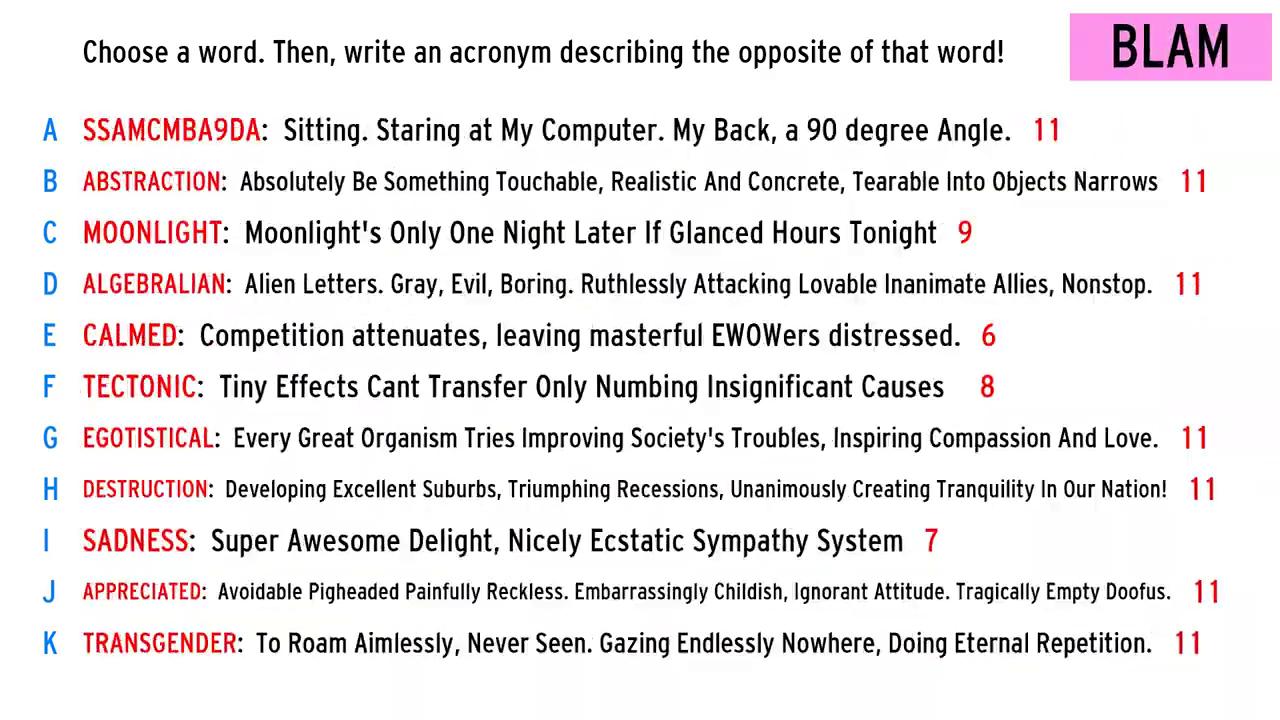 Choose a word. Then, write an acronym describing the opposite of that word!
BLAM
A SSAMCMBA9DA: Sitting. Staring at My Computer. My Back, a 90 degree Angle. 11
B ABSTRACTION: Absolutely Be Something Touchable, Realistic And Concrete, Tearable Into Objects Narrows 11
C MOONLIGHT: Moonlight's Only One Night Later If Glanced Hours Tonight 9
D ALGEBRALIAN: Alien Letters. Gray, Evil, Boring. Ruthlessly Attacking Lovable Inanimate Allies, Nonstop. 11
E CALMED: Competition attenuates, leaving masterful EWOWers distressed. 6
F TECTONIC: Tiny Effects Cant Transfer Only Numbing Insignificant Causes 8
G EGOTISTICAL: Every Great Organism Tries Improving Society's Troubles, Inspiring Compassion And Love. 11
H DESTRUCTION: Developing Excellent Suburbs, Triumphing Recessions, Unanimously Creating Tranquility In Our Nation! 11
I SADNESS: Super Awesome Delight, Nicely Ecstatic Sympathy System 7
J APPRECIATED: Avoidable Pigheaded Painfully Reckless. Embarrassingly Childish, Ignorant Attitude. Tragically Empty Doofus. 11
K TRANSGENDER: To Roam Aimlessly, Never Seen. Gazing Endlessly Nowhere, Doing Eternal Repetition. 11